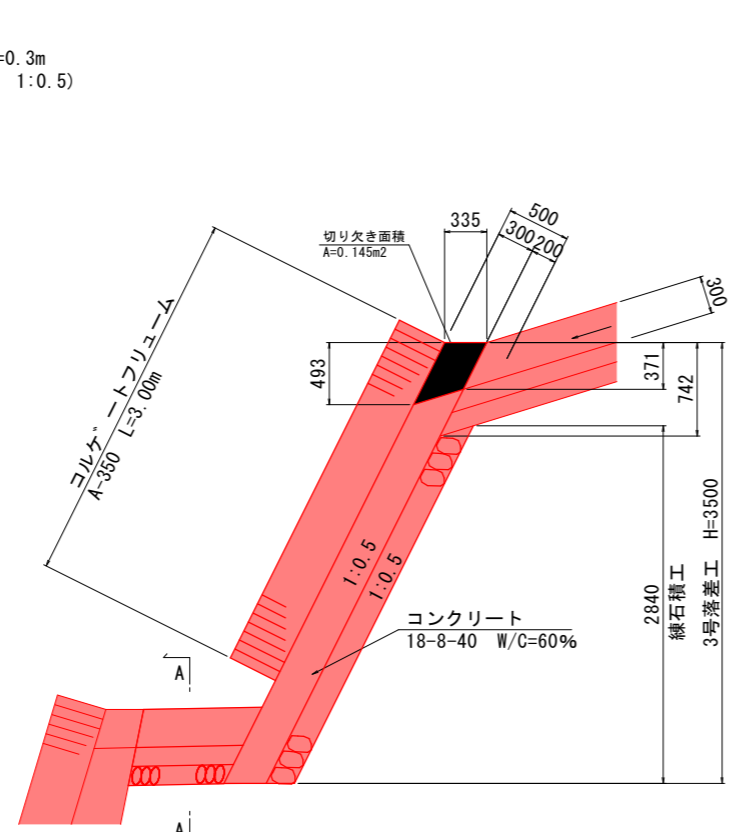 =0.3m
1:0.5)
500
335
300
200
切り欠き面積
A=0.145m2
300
コルゲートフリューム
A-350 L=3.00m
493
371
742
1:0.5
1:0.5
2840
練石積工
3号落差工 H=3500
コンクリート
18-8-40 W/C=60%
A
A